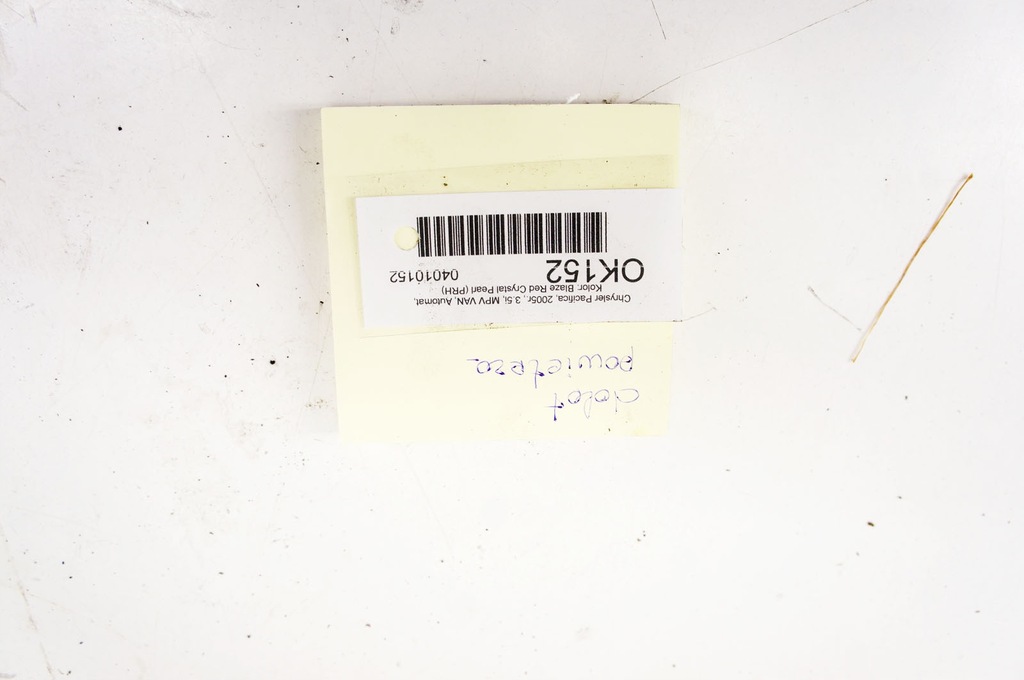 dolot
powietrza
Chrysler Pacifica, 2005r., 3.5i, MPV VAN, Automat,
Kolor: Blaze Red Crystal Pearl (PRH)
OK152 04010152